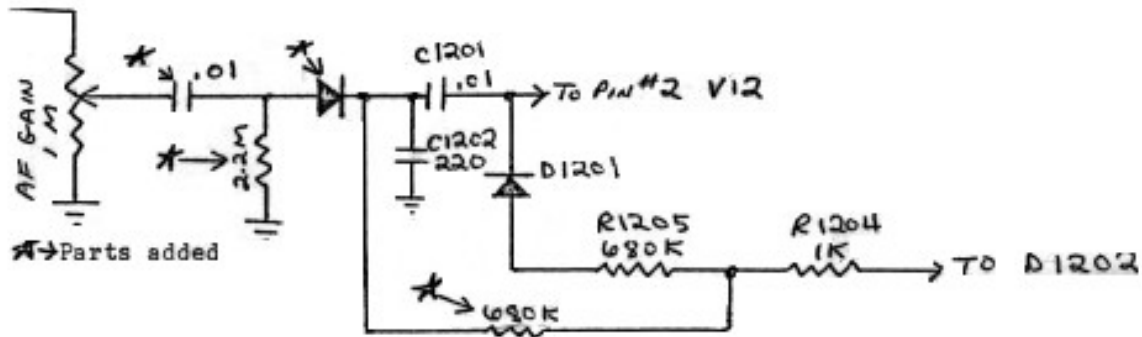 AF GAIN
1M
.01
2.2M
C1201
.01
TO PIN #2 V12
C1202
220
D1201
R1205
680K
R1204
1K
TO D1202
→Parts added
680K